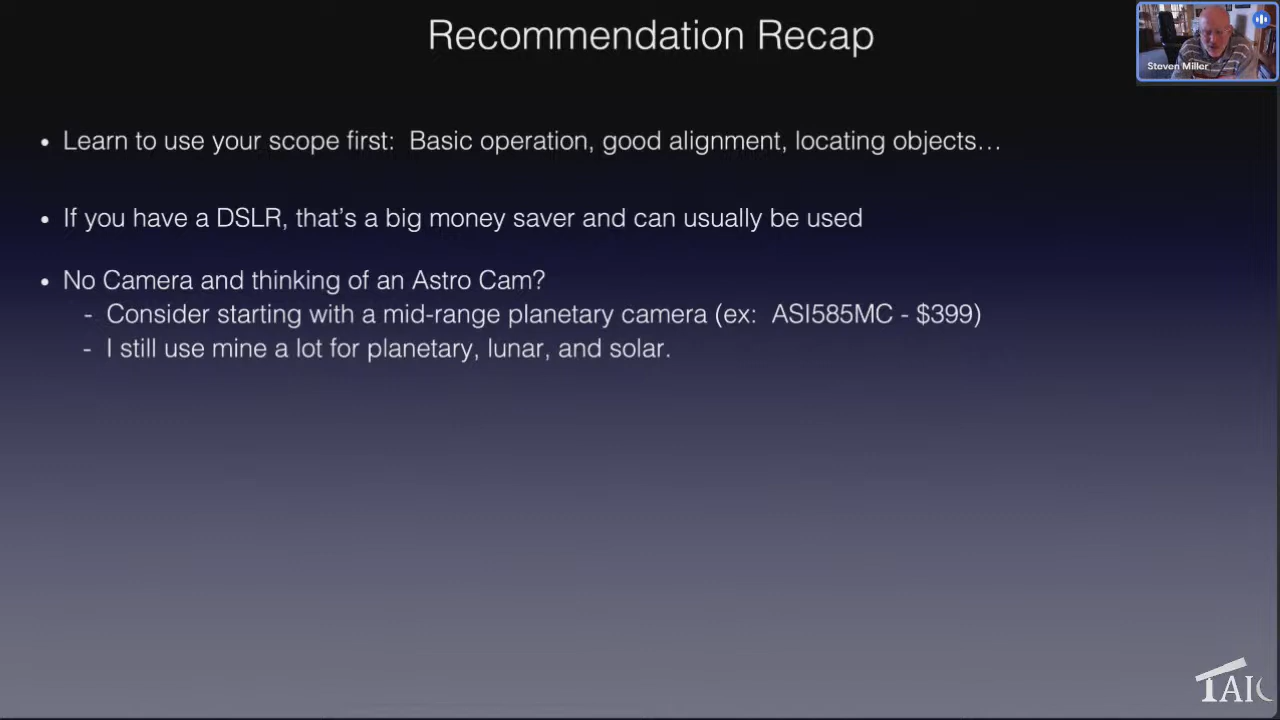 Recommendation Recap
Steven Miller
• Learn to use your scope first:  Basic operation, good alignment, locating objects…
• If you have a DSLR, that’s a big money saver and can usually be used
• No Camera and thinking of an Astro Cam?
- Consider starting with a mid-range planetary camera (ex:  ASI585MC - $399)
- I still use mine a lot for planetary, lunar, and solar.
TAIC